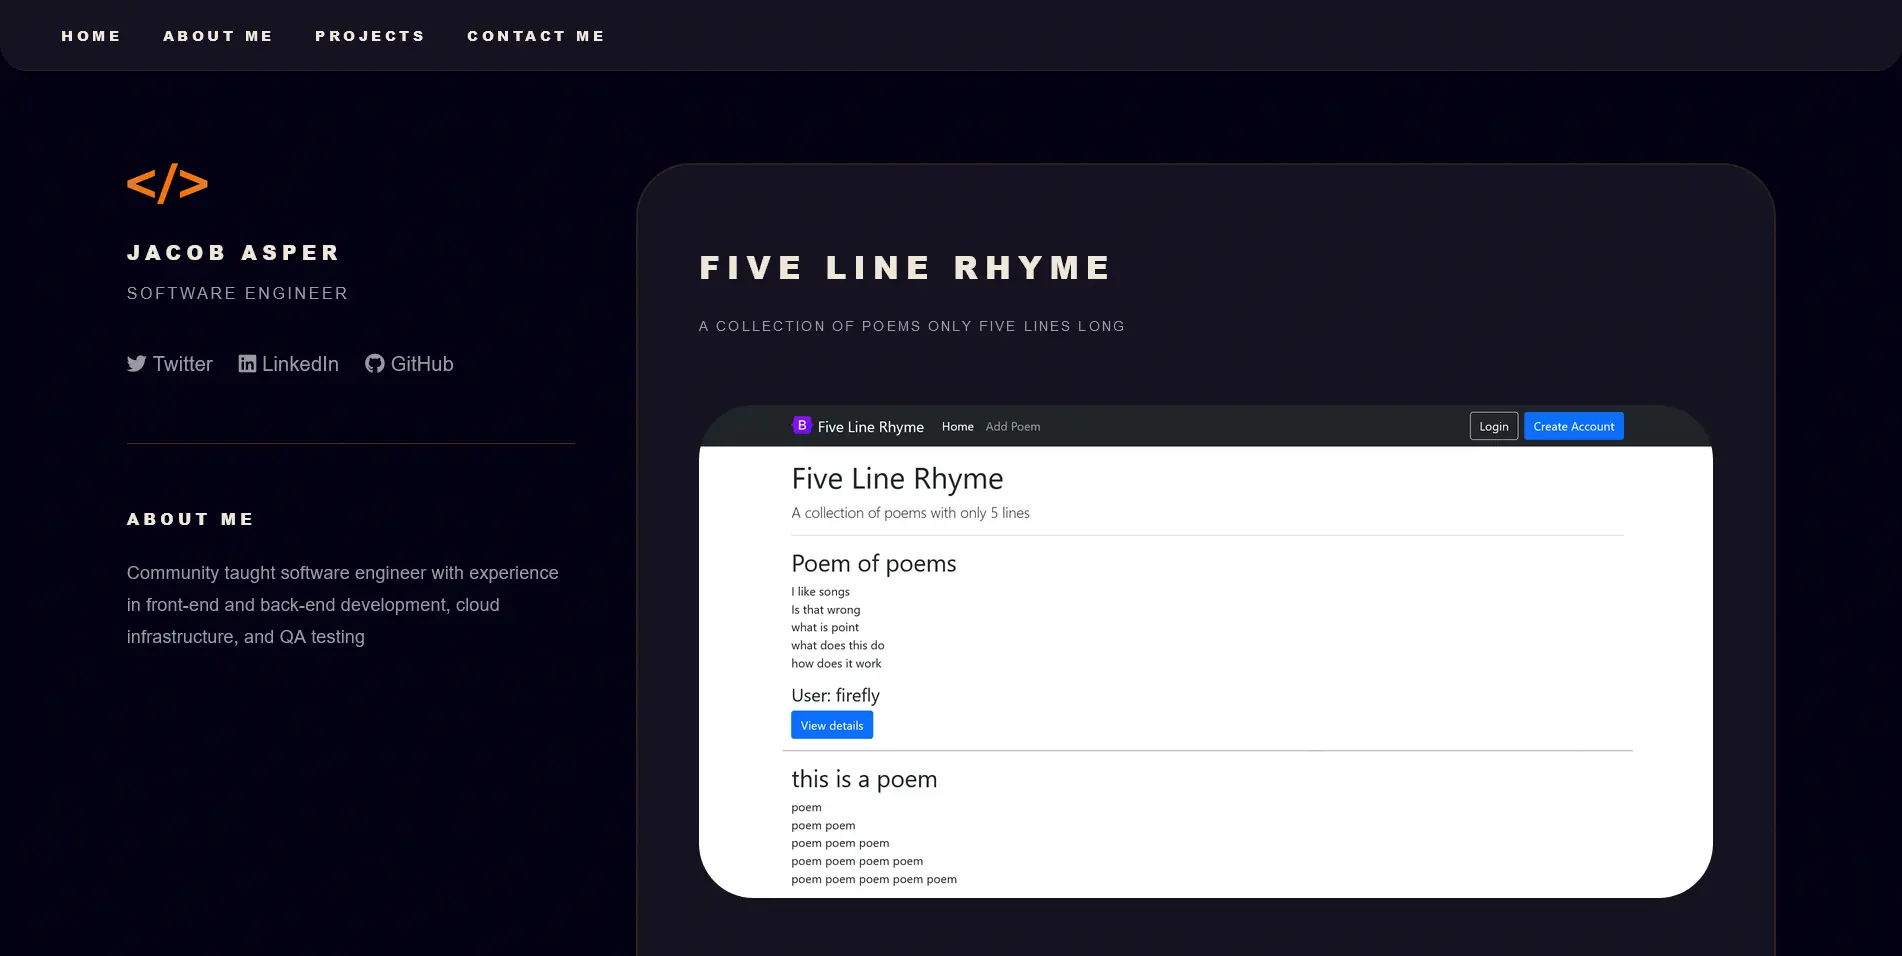 HOME ABOUT ME PROJECTS CONTACT ME
</>
JACOB ASPER
SOFTWARE ENGINEER
Twitter LinkedIn GitHub
ABOUT ME
Community taught software engineer with experience
in front-end and back-end development, cloud
infrastructure, and QA testing
FIVE LINE RHYME
A COLLECTION OF POEMS ONLY FIVE LINES LONG
B Five Line Rhyme Home Add Poem Login Create Account
Five Line Rhyme
A collection of poems with only 5 lines
Poem of poems
I like songs
Is that wrong
what is point
what does this do
how does it work
User: firefly
View details
this is a poem
poem
poem poem
poem poem poem
poem poem poem poem
poem poem poem poem poem